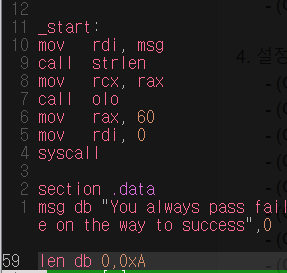 12
11 _start:
10 mov rdi, msg
9 call strlen
8 mov rcx, rax
7 call olo
6 mov rax, 60
5 mov rdi, 0
4 syscall
3
2 section .data
1 msg db "You always pass fail
e on the way to success",0
59 len db 0,0xA
4. 설정